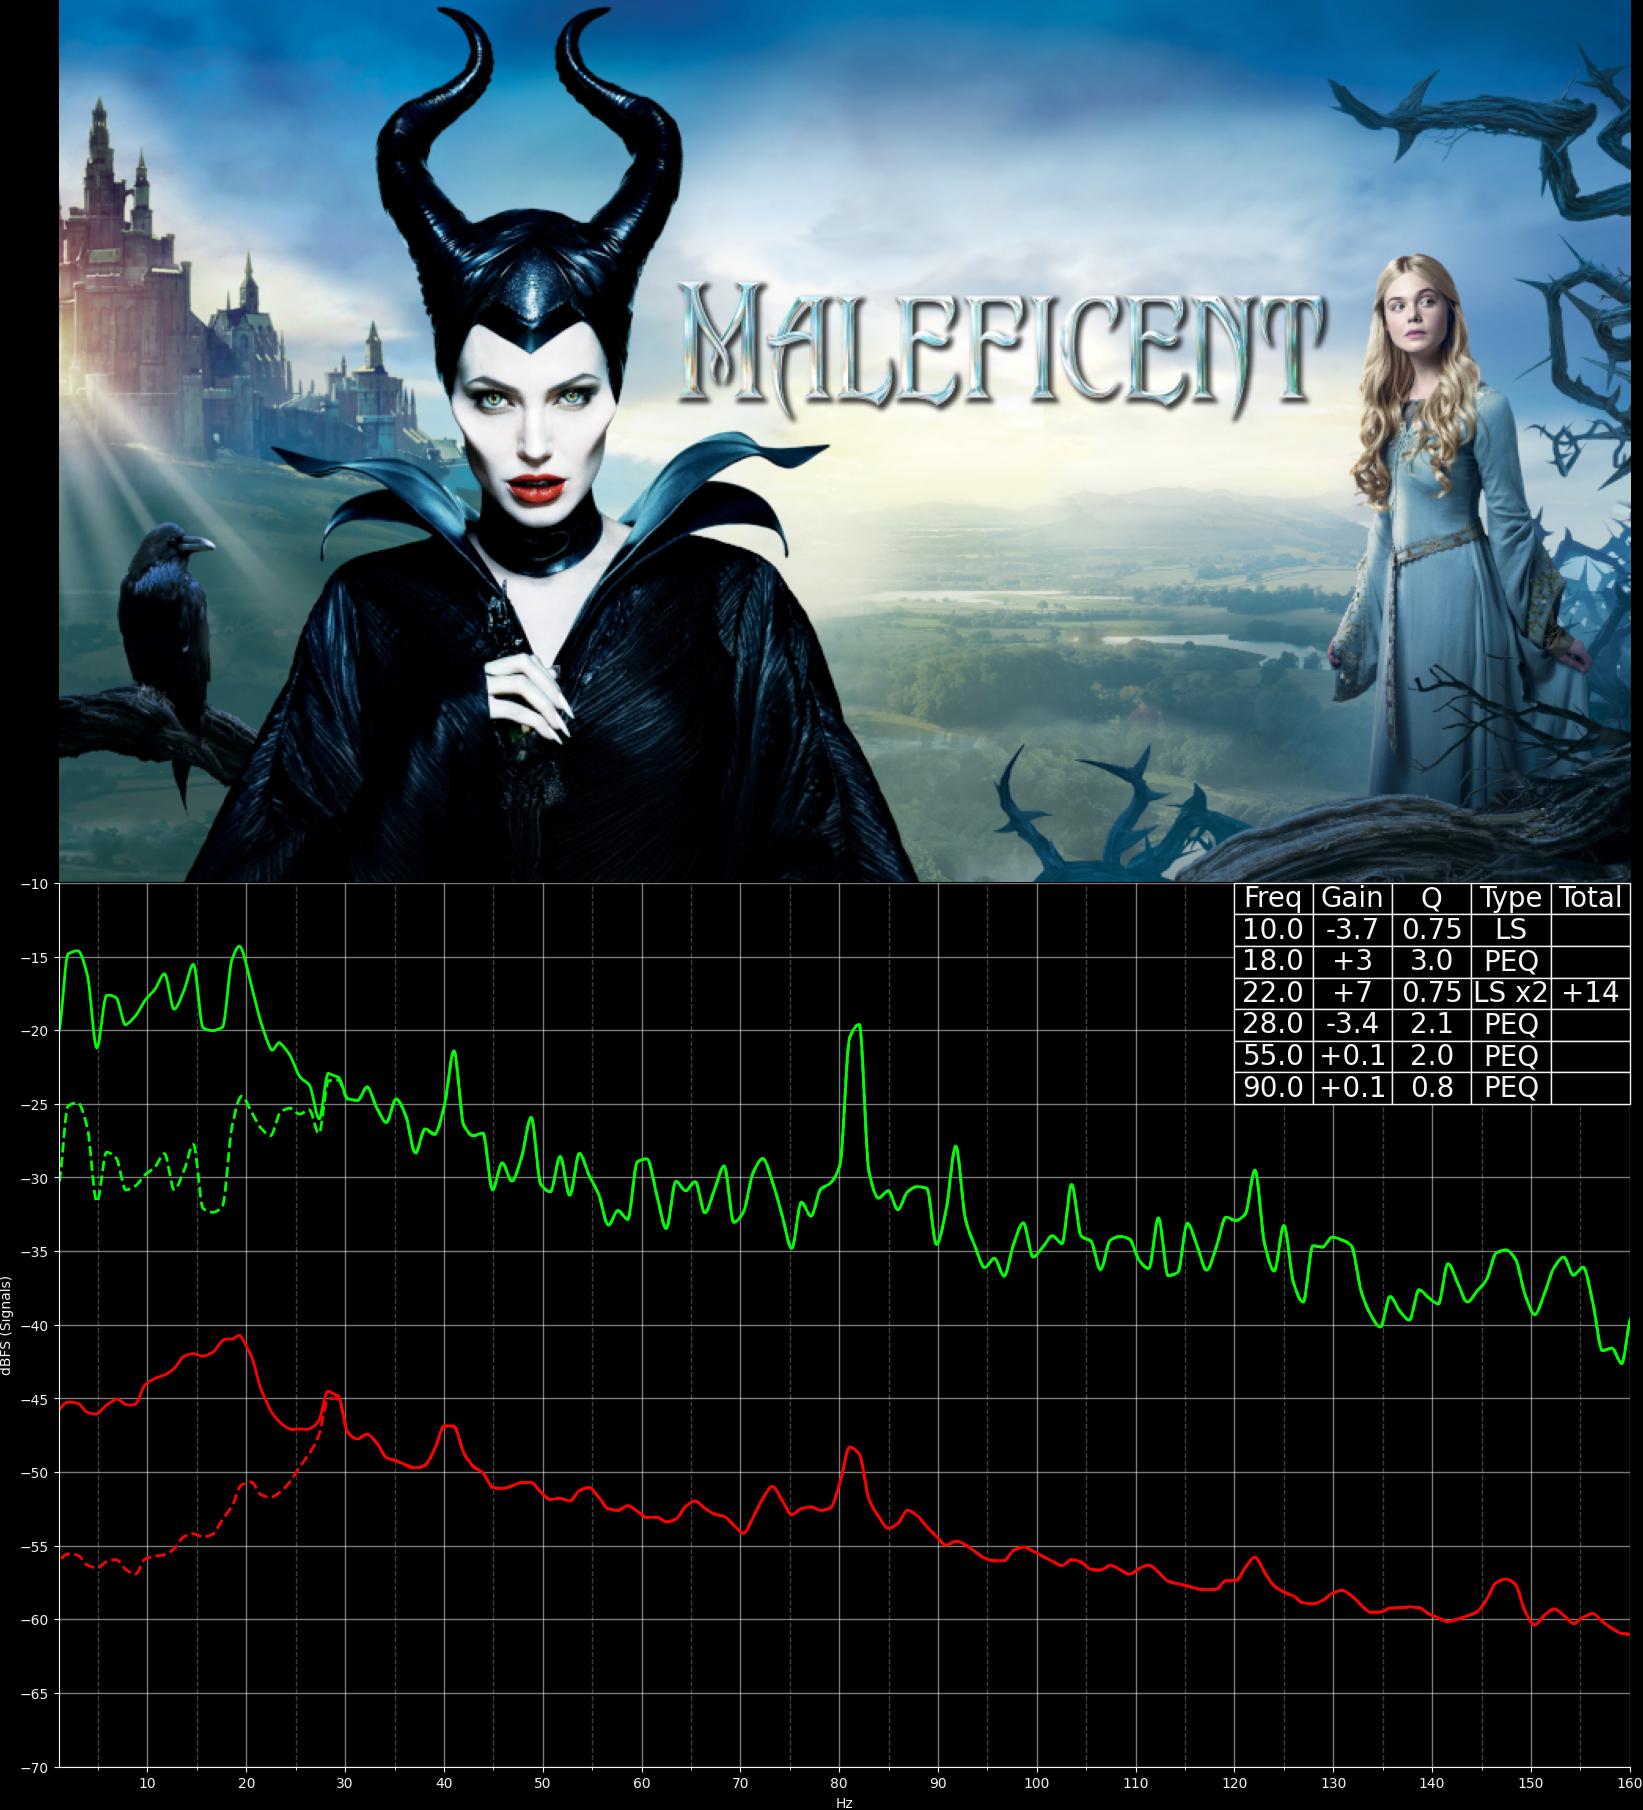 MALEFICENT
Freq Gain Q Type Total
10.0 -3.7 0.75 LS
18.0 +3 3.0 PEQ
22.0 +7 0.75 LS x2 +14
28.0 -3.4 2.1 PEQ
55.0 +0.1 2.0 PEQ
90.0 +0.1 0.8 PEQ
−10
−15
−20
−25
−30
−35
−40
−45
−50
−55
−60
−65
−70
dBFS (Signals)
10 20 30 40 50 60 70 80 90 100 110 120 130 140 150 160
Hz